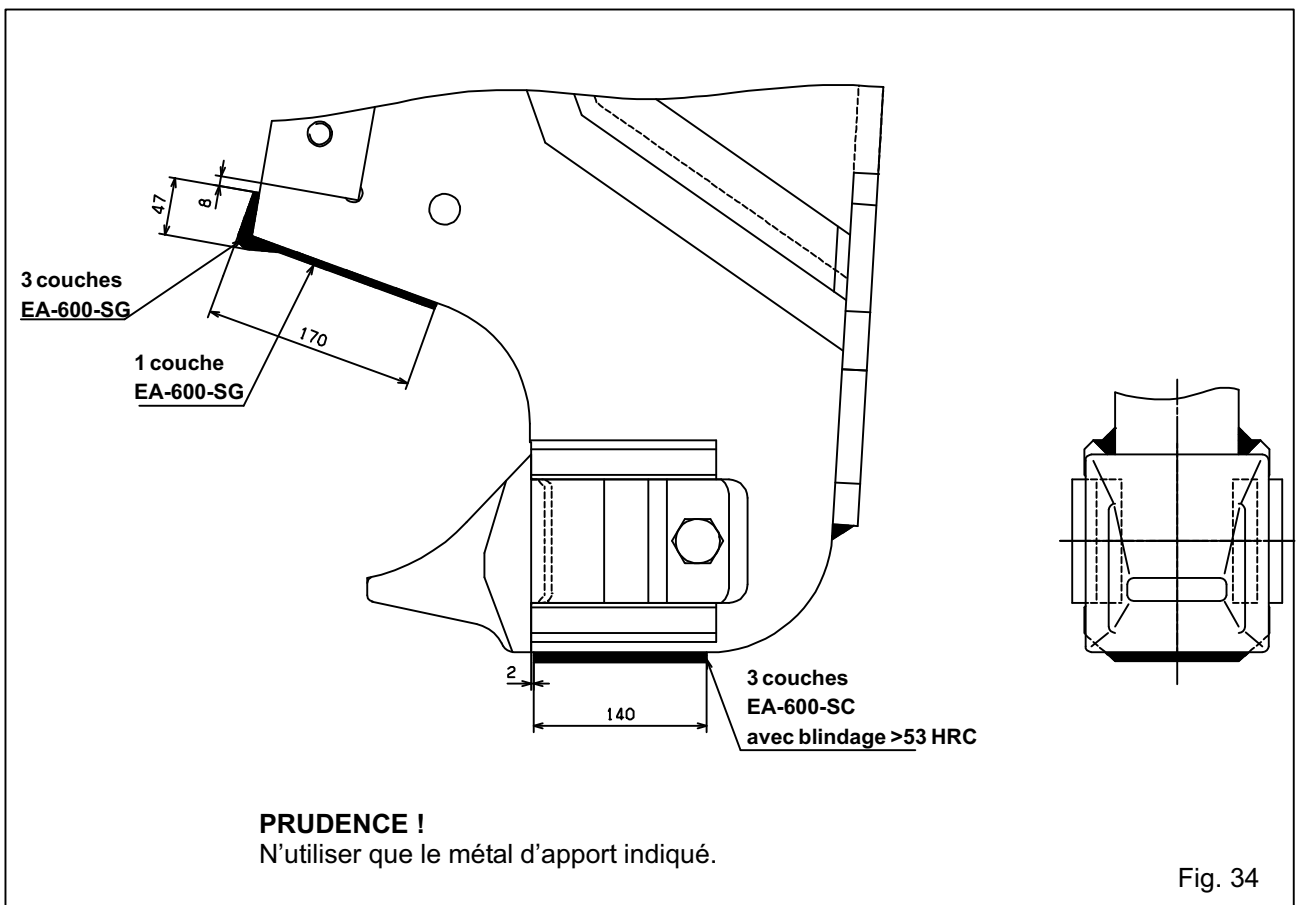 47
8
3 couches
EA-600-SG
170
1 couche
EA-600-SG
2
140
3 couches
EA-600-SC
avec blindage >53 HRC
PRUDENCE !
N’utiliser que le métal d’apport indiqué.
Fig. 34